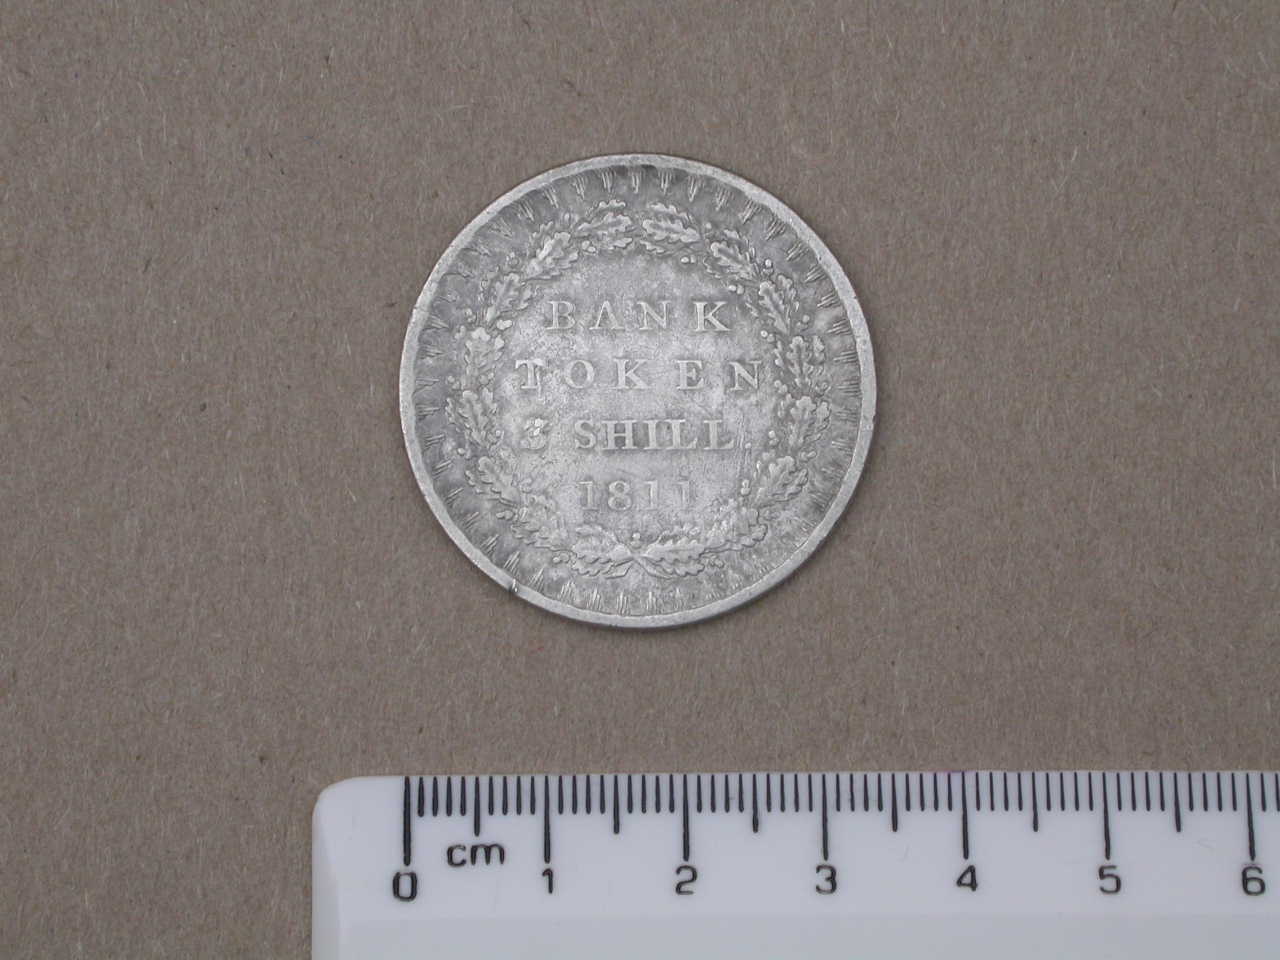 BANK
TOKEN
3 SHILL.
1811
cm
0 1 2 3 4 5 6